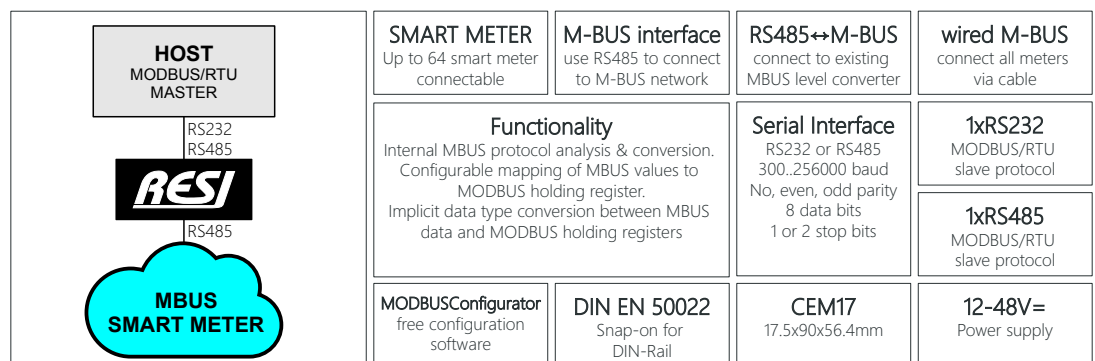 HOST
MODBUS/RTU
MASTER
RS232
RS485
RESI
RS485
MBUS
SMART METER
SMART METER
Up to 64 smart meter
connectable
M-BUS interface
use RS485 to connect
to M-BUS network
RS485↔M-BUS
connect to existing
MBUS level converter
wired M-BUS
connect all meters
via cable
Functionality
Internal MBUS protocol analysis & conversion.
Configurable mapping of MBUS values to
MODBUS holding register.
Implicit data type conversion between MBUS
data and MODBUS holding registers
Serial Interface
RS232 or RS485
300..256000 baud
No, even, odd parity
8 data bits
1 or 2 stop bits
1xRS232
MODBUS/RTU
slave protocol
1xRS485
MODBUS/RTU
slave protocol
MODBUSConfigurator
free configuration
software
DIN EN 50022
Snap-on for
DIN-Rail
CEM17
17.5x90x56.4mm
12-48V=
Power supply